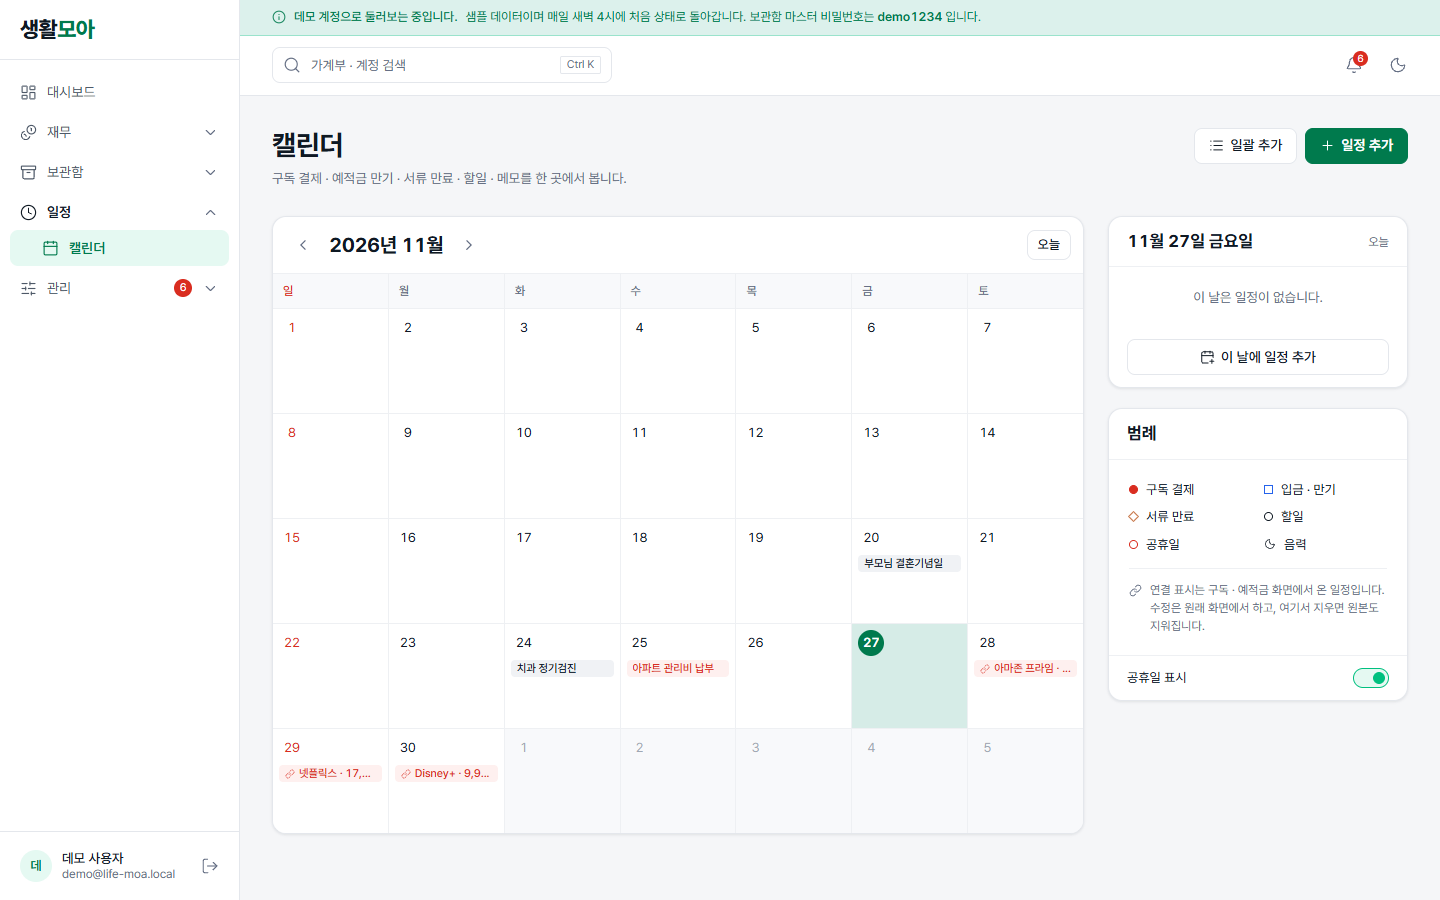 생활모아
데모 계정으로 둘러보는 중입니다. 샘플 데이터이며 매일 새벽 4시에 처음 상태로 돌아갑니다. 보관함 마스터 비밀번호는 demo1234 입니다.
가계부 · 계정 검색
Ctrl K
6
대시보드
재무
보관함
일정
캘린더
관리
6
데
데모 사용자
demo@life-moa.local
캘린더
구독 결제 · 예적금 만기 · 서류 만료 · 할일 · 메모를 한 곳에서 봅니다.
일괄 추가
일정 추가
2026년 11월
오늘
일 월 화 수 목 금 토
1 2 3 4 5 6 7
8 9 10 11 12 13 14
15 16 17 18 19 20 21
부모님 결혼기념일
22 23 24 25 26 27 28
치과 정기검진
아파트 관리비 납부
아마존 프라임 · ...
29 30 1 2 3 4 5
넷플릭스 · 17,...
Disney+ · 9,9...
11월 27일 금요일
오늘
이 날은 일정이 없습니다.
이 날에 일정 추가
범례
구독 결제
입금 · 만기
서류 만료
할일
공휴일
음력
연결 표시는 구독 · 예적금 화면에서 온 일정입니다.
수정은 원래 화면에서 하고, 여기서 지우면 원본도
지워집니다.
공휴일 표시